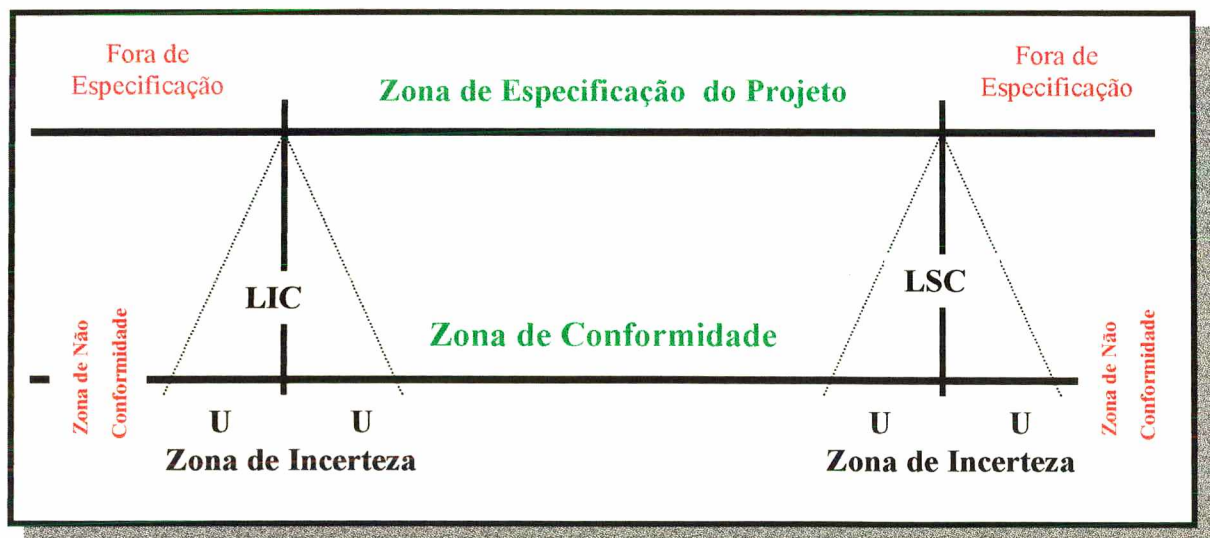 Fora de
Especificação
Zona de Especificação do Projeto
Fora de
Especificação
LIC
LSC
Zona de Não
Conformidade
Zona de Conformidade
Zona de Não
Conformidade
U
U
U
U
Zona de Incerteza
Zona de Incerteza